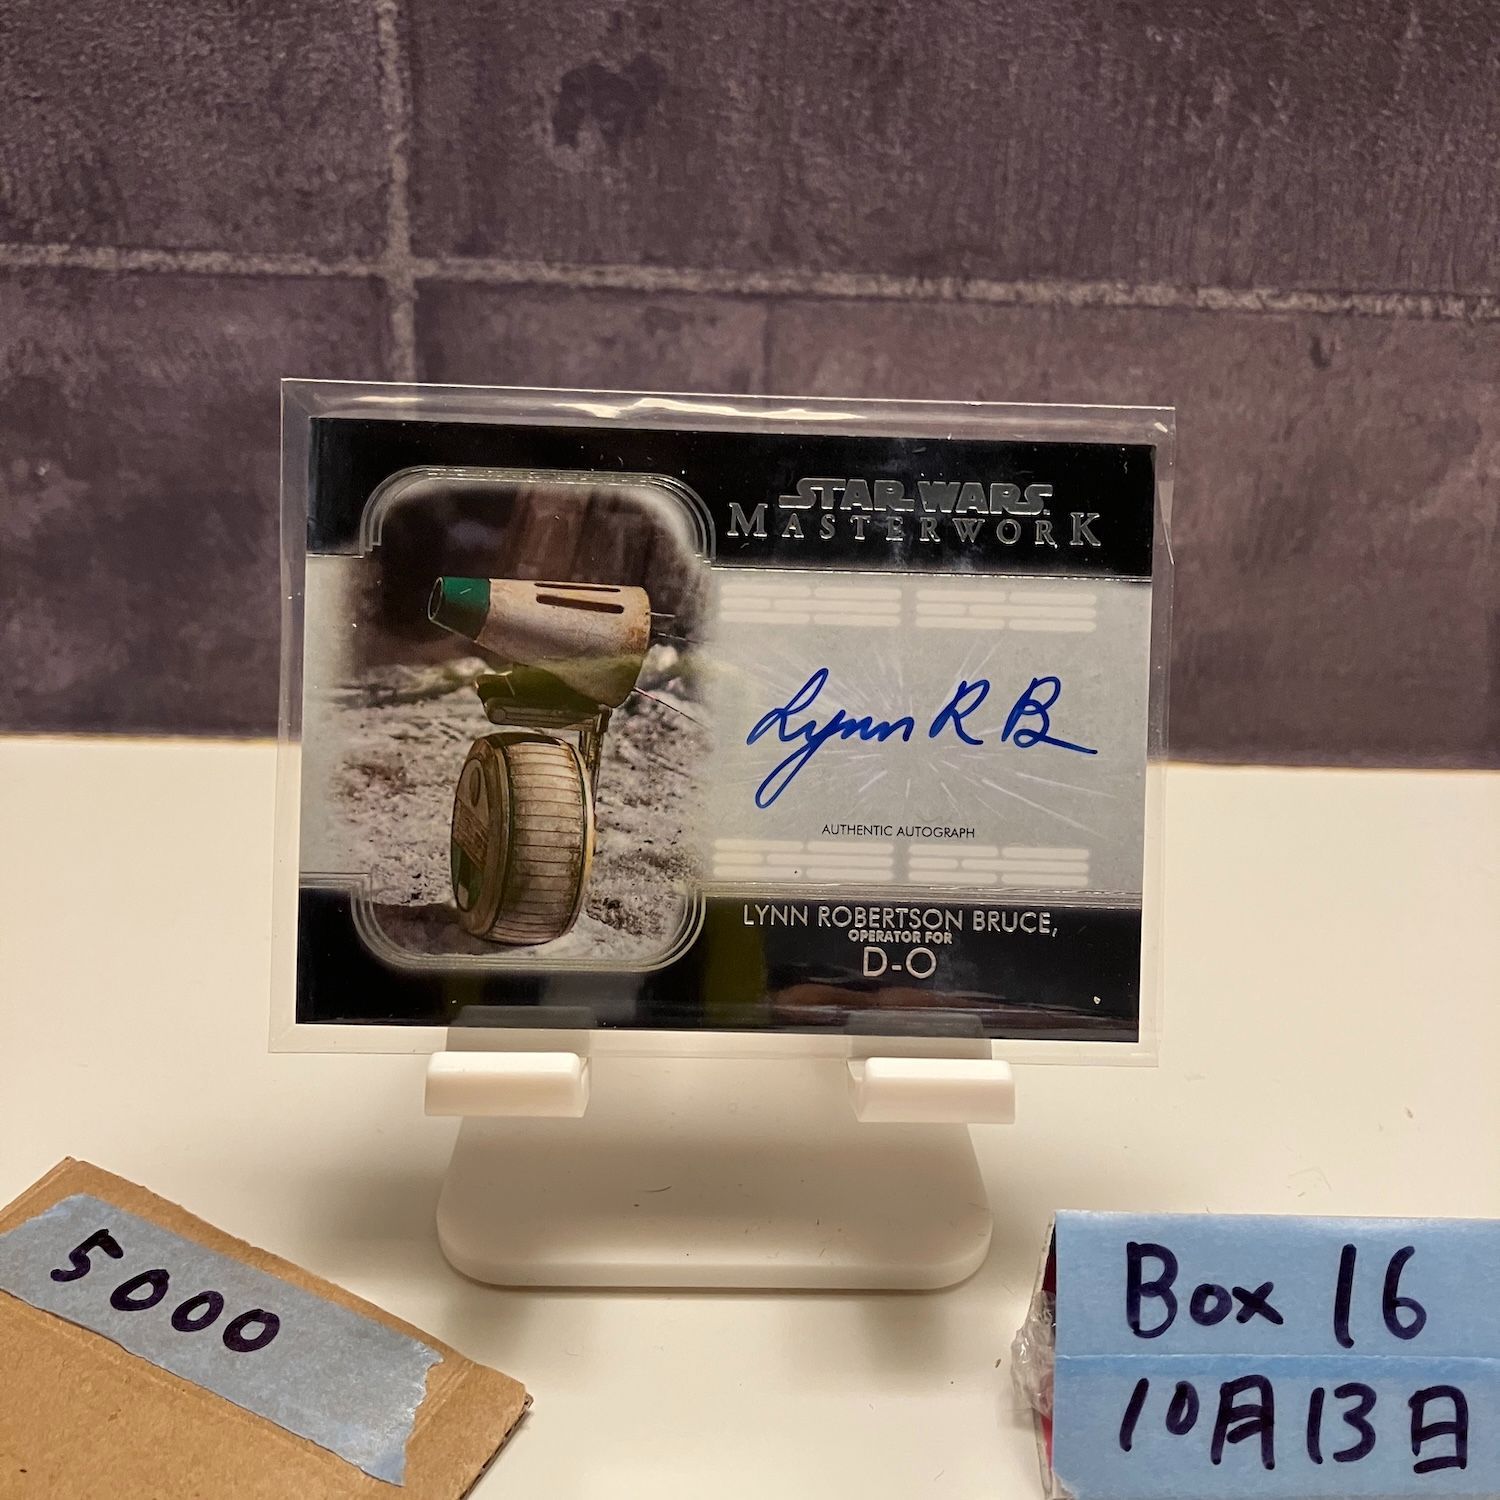 STAR WARS
MASTERWORK
Lynn R B
AUTHENTIC AUTOGRAPH
LYNN ROBERTSON BRUCE,
OPERATOR FOR
D-O
5000
Box 16
10月13日